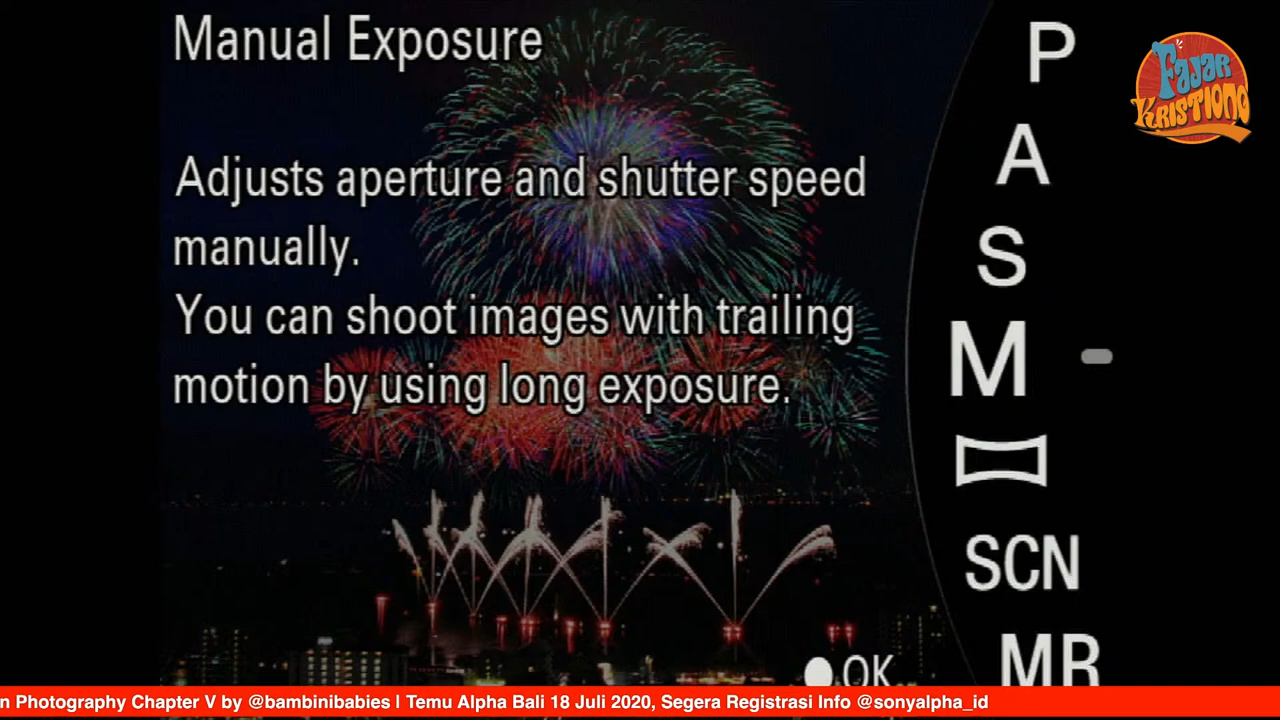 Manual Exposure
Adjusts aperture and shutter speed
manually.
You can shoot images with trailing
motion by using long exposure.
P
A
S
M
SCN
MR
OK
FAJAR
KRISTIONO
n Photography Chapter V by @bambinibabies I Temu Alpha Bali 18 Juli 2020, Segera Registrasi Info @sonyalpha_id